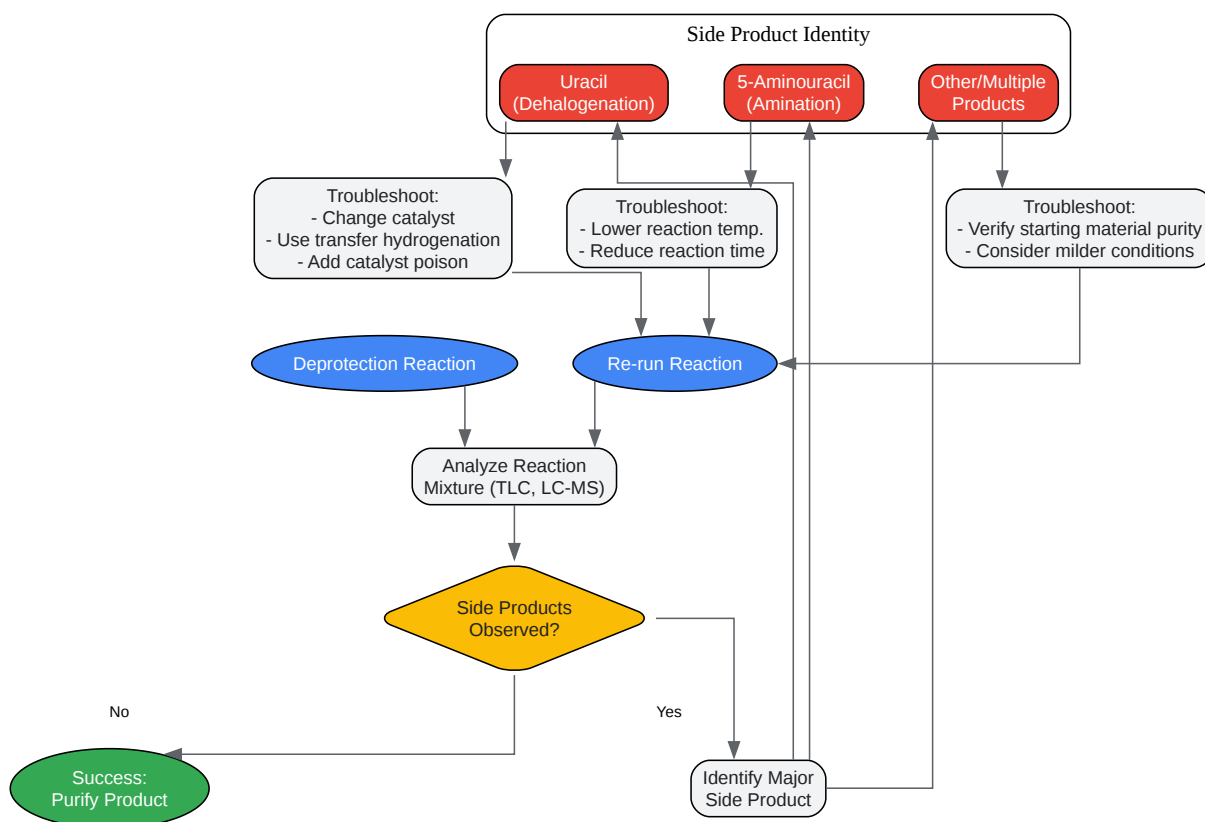 Side Product Identity
Uracil
(Dehalogenation)
5-Aminouracil
(Amination)
Other/Multiple
Products
Troubleshoot:
- Change catalyst
- Use transfer hydrogenation
- Add catalyst poison
Troubleshoot:
- Lower reaction temp.
- Reduce reaction time
Troubleshoot:
- Verify starting material purity
- Consider milder conditions
Deprotection Reaction
Re-run Reaction
Analyze Reaction
Mixture (TLC, LC-MS)
Side Products
Observed?
No
Yes
Success:
Purify Product
Identify Major
Side Product